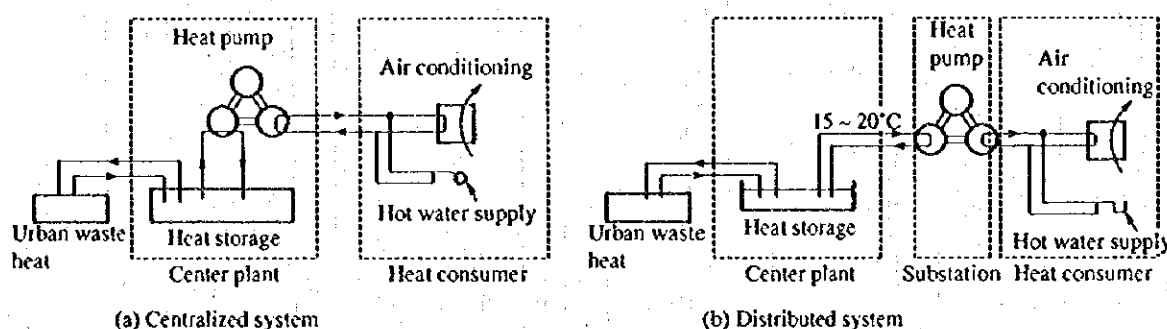 Heat pump
Air conditioning
Hot water supply
Urban waste
heat
Heat storage
Center plant
Heat consumer
(a) Centralized system
Heat
pump
Air
conditioning
15 ~ 20°C
Hot water supply
Urban waste
heat
Heat storage
Center plant
Substation
Heat consumer
(b) Distributed system